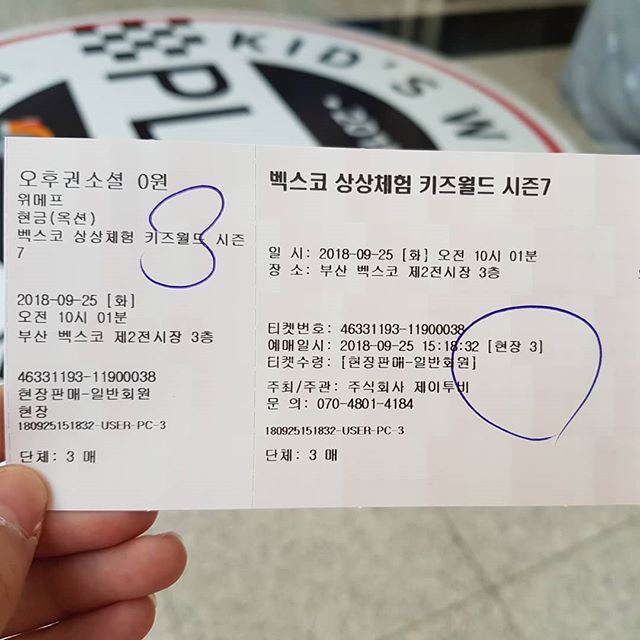 KID'S W
PL
201
오후권소셜 0원
위메프
현금(옥션)
벡스코 상상체험 키즈월드 시즌
7
2018-09-25 [화]
오전 10시 01분
부산 벡스코 제2전시장 3층
46331193-11900038
현장판매-일반회원
현장
180925151832-USER-PC-3
단체: 3 매
3
벡스코 상상체험 키즈월드 시즌7
일 시: 2018-09-25 [화] 오전 10시 01분
장 소: 부산 벡스코 제2전시장 3층
티켓번호: 46331193-11900038
예매일시: 2018-09-25 15:18:32 [현장 3]
티켓수령: [현장판매-일반회원]
주최/주관: 주식회사 제이투비
문 의: 070-4801-4184
180925151832-USER-PC-3
단체: 3 매